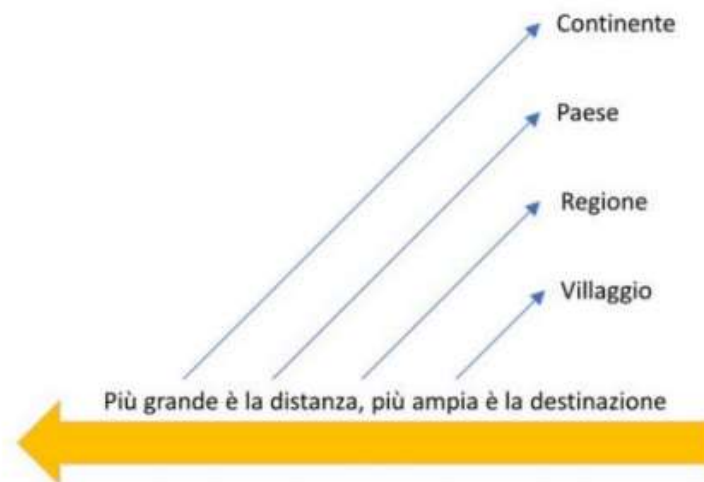 Continente
Paese
Regione
Villaggio
Più grande è la distanza, più ampia è la destinazione